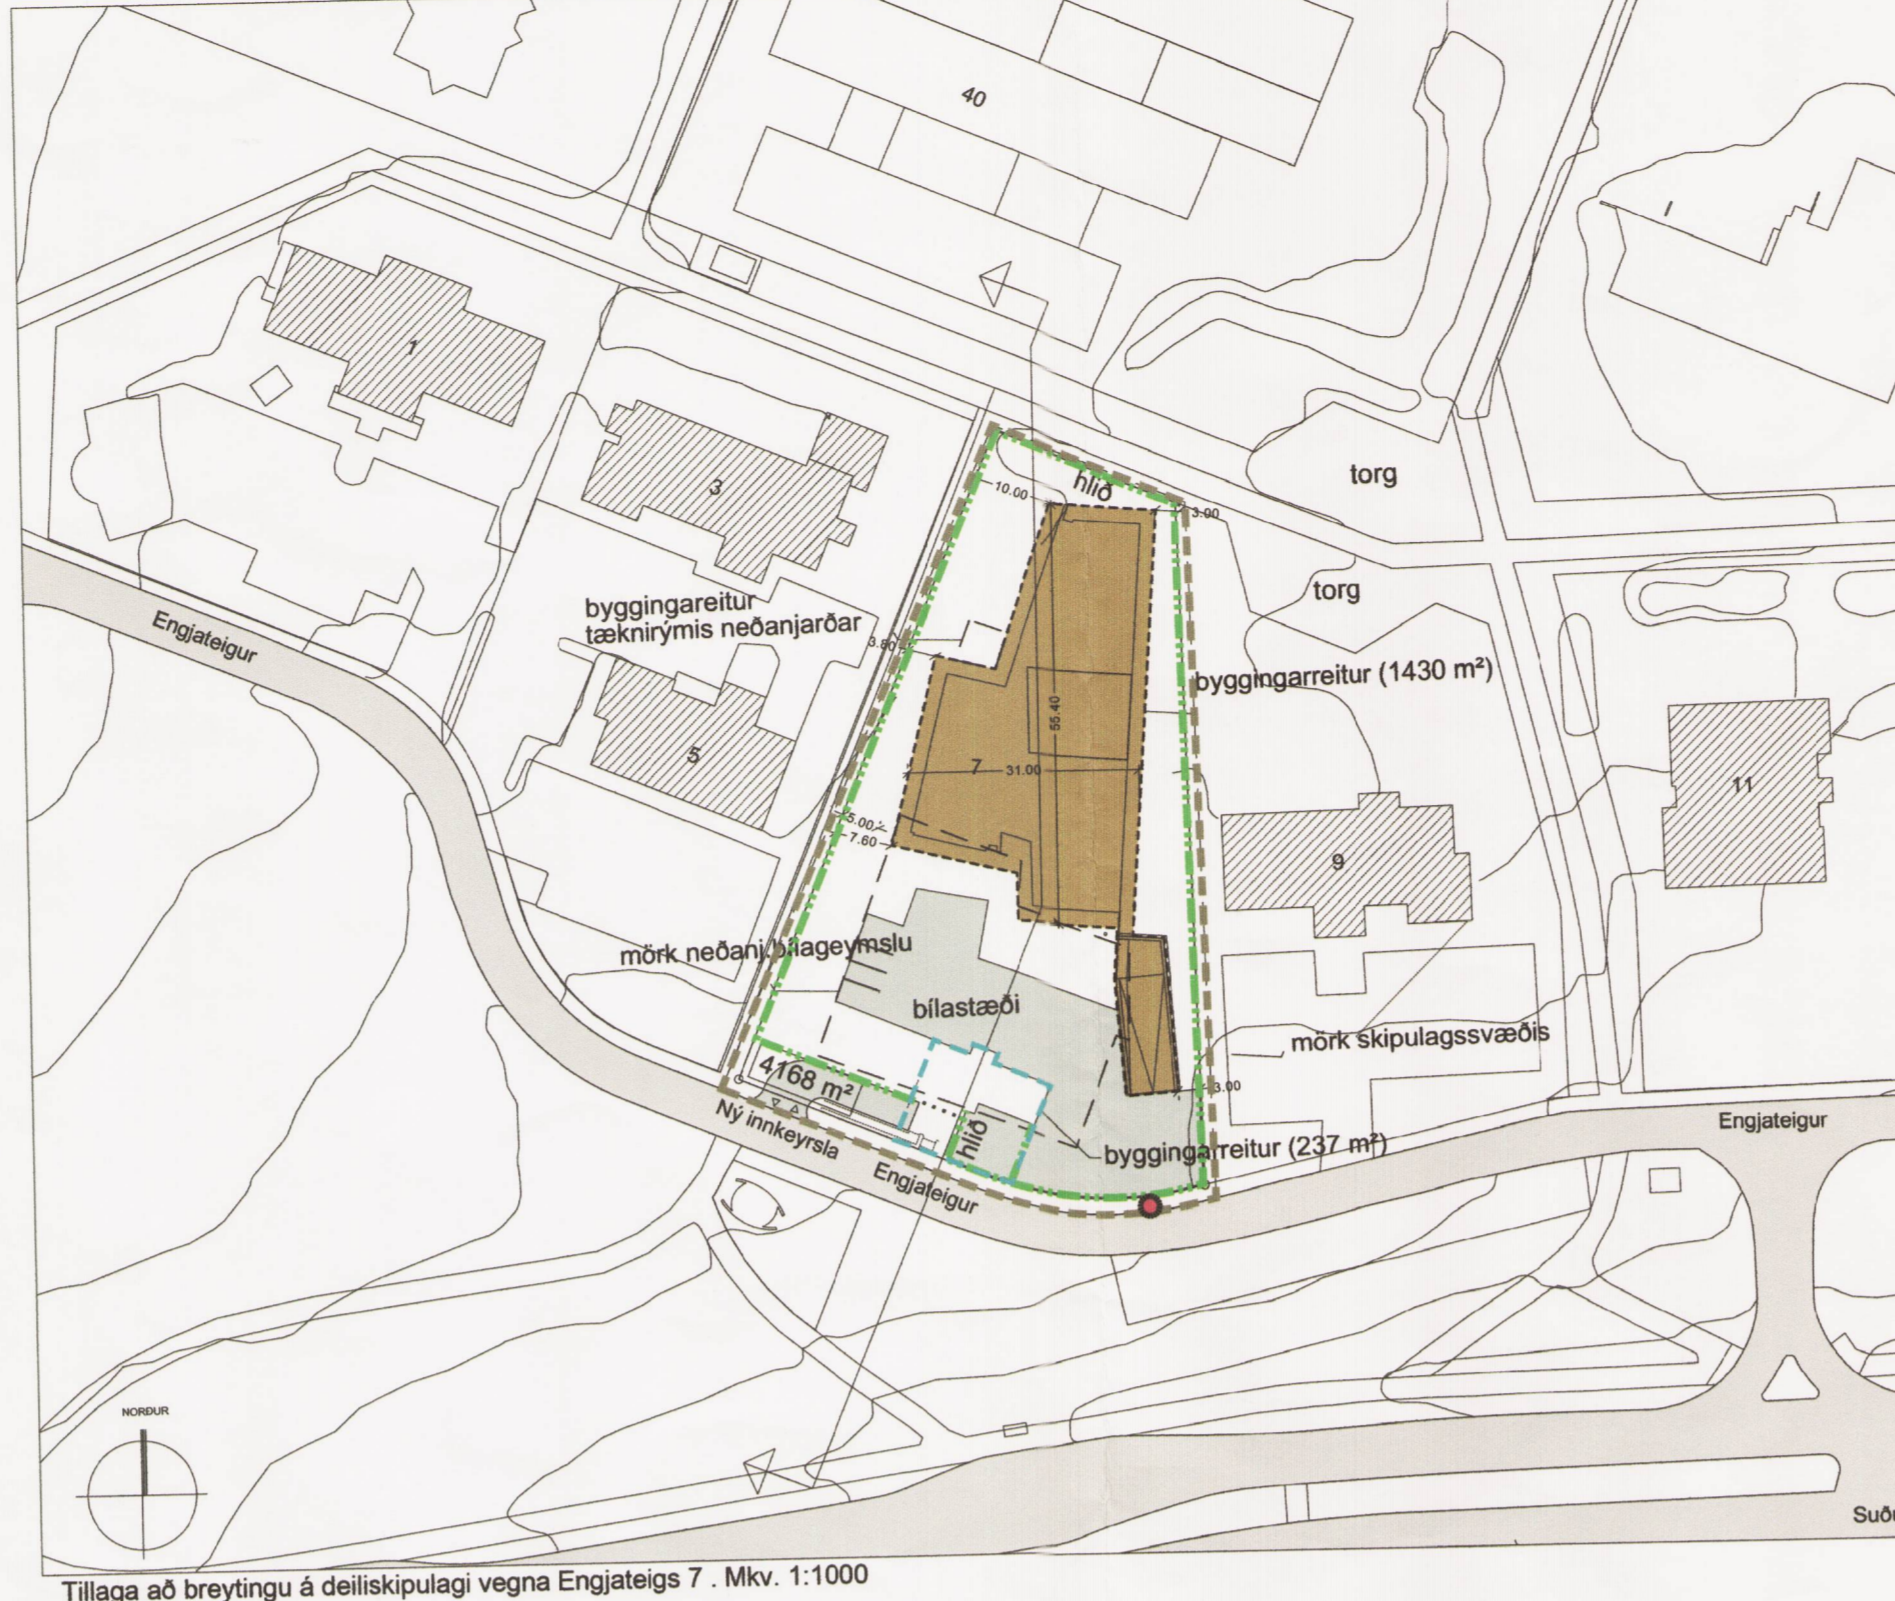 40
torg
torg
1
3
5
7
9
11
hlið
10.00
3.00
byggingareitur
tæknirýmis neðanjarðar
3.80
byggingarreitur (1430 m²)
55.40
31.00
5.00
7.60
Engjateigur
mörk neðanj.bílageymslu
bílastæði
mörk skipulagssvæðis
4168 m²
3.00
Ný innkeyrsla
hlið
byggingarreitur (237 m²)
Engjateigur
Engjateigur
NORÐUR
Tillaga að breytingu á deiliskipulagi vegna Engjateigs 7 . Mkv. 1:1000